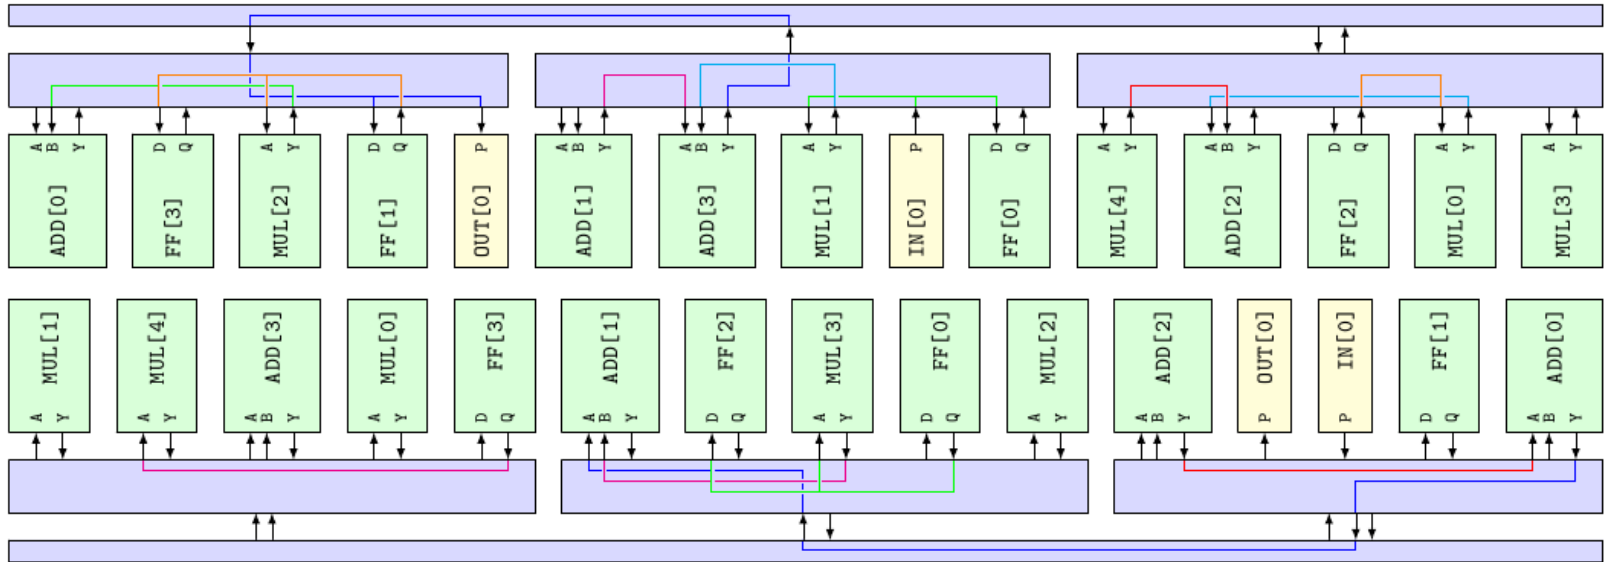 A B Y D Q A Y D Q P A B Y A B Y A Y P D Q A Y A B Y D Q A Y A Y
ADD[0] FF[3] MUL[2] FF[1] OUT[0] ADD[1] ADD[3] MUL[1] IN[0] FF[0] MUL[4] ADD[2] FF[2] MUL[0] MUL[3]
MUL[1] MUL[4] ADD[3] MUL[0] FF[3] ADD[1] FF[2] MUL[3] FF[0] MUL[2] ADD[2] OUT[0] IN[0] FF[1] ADD[0]
A Y A Y A B Y A Y D Q A B Y D Q A Y D Q A Y A B Y P P D Q A B Y